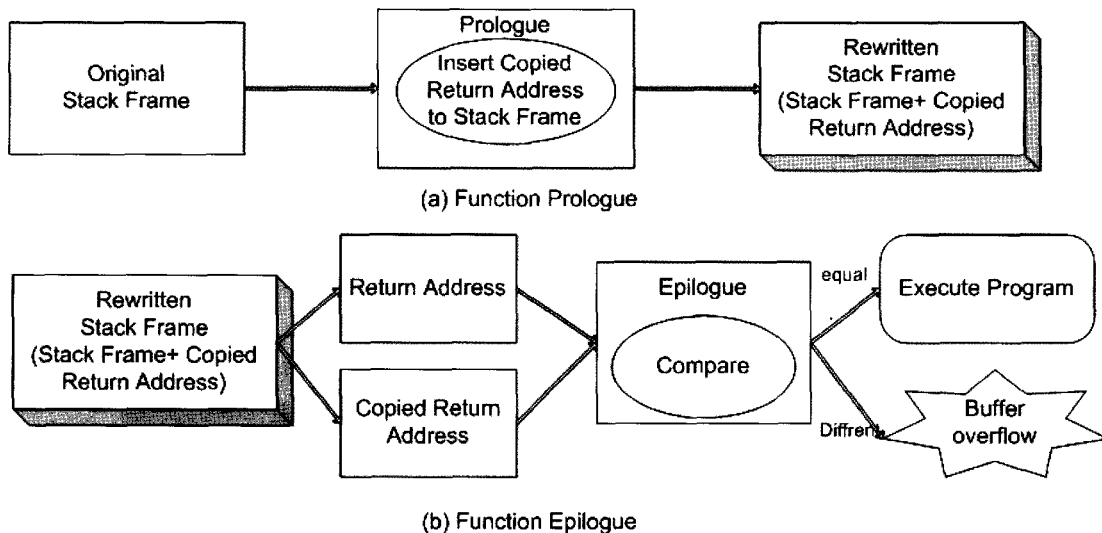 Original
Stack Frame
Prologue
Insert Copied
Return Address
to Stack Frame
Rewritten
Stack Frame
(Stack Frame+ Copied
Return Address)
(a) Function Prologue
Rewritten
Stack Frame
(Stack Frame+ Copied
Return Address)
Return Address
Copied Return
Address
Epilogue
Compare
equal
Execute Program
Diffren
Buffer
overflow
(b) Function Epilogue